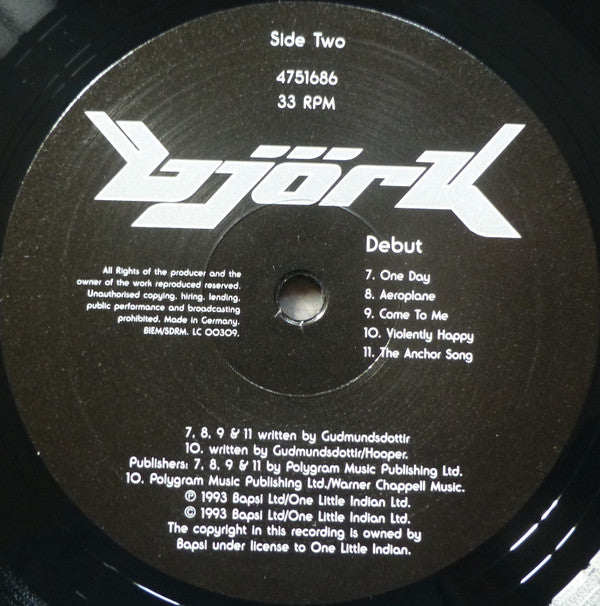 Side Two
4751686
33 RPM
björk
Debut
7. One Day
8. Aeroplane
9. Come To Me
10. Violently Happy
11. The Anchor Song
All Rights of the producer and the
owner of the work reproduced reserved.
Unauthorised copying, hiring, lending,
public performance and broadcasting
prohibited. Made in Germany.
BIEM/SDRM. LC 00309.
7, 8, 9 & 11 written by Gudmundsdottir
10. written by Gudmundsdottir/Hooper.
Publishers: 7, 8, 9 & 11 by Polygram Music Publishing Ltd.
10. Polygram Music Publishing Ltd./Warner Chappell Music.
℗ 1993 Bapsi Ltd/One Little Indian Ltd.
© 1993 Bapsi Ltd/One Little Indian Ltd.
The copyright in this recording is owned by
Bapsi under license to One Little Indian.